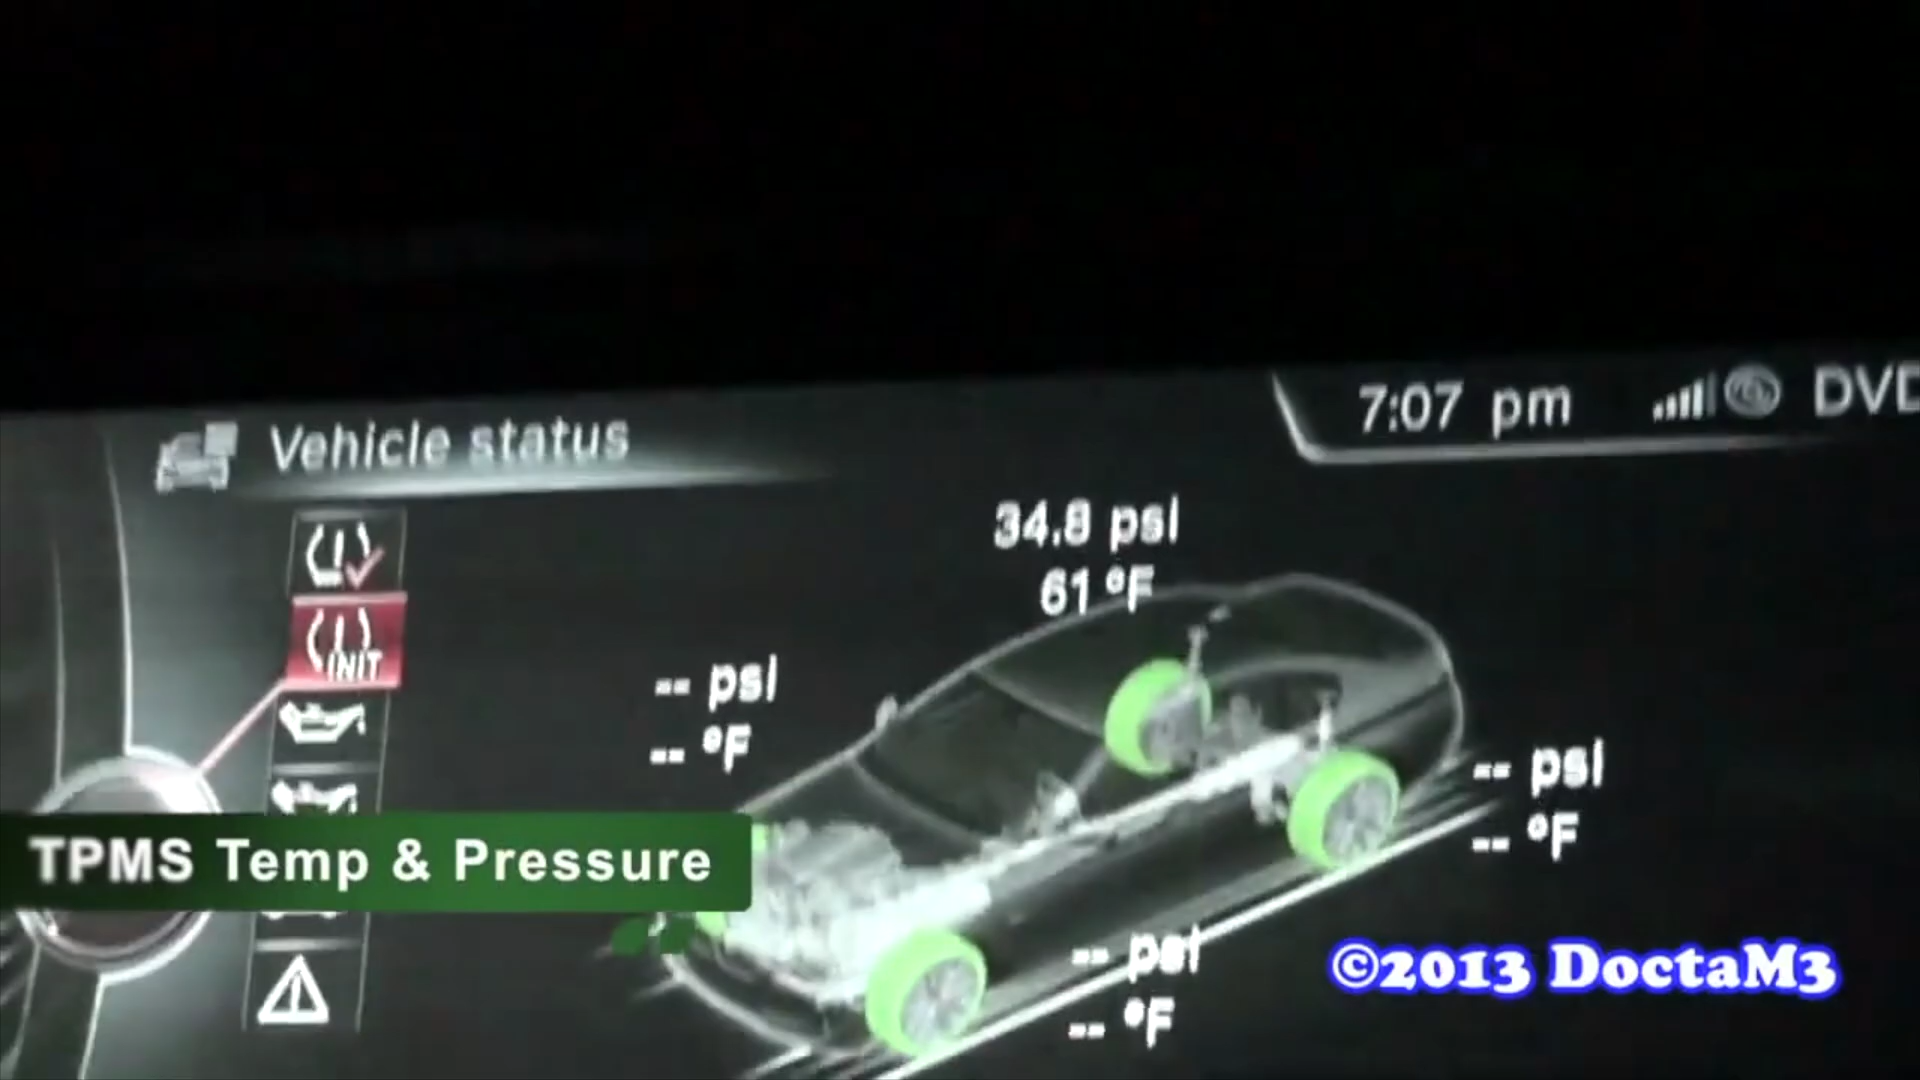 Vehicle status
7:07 pm
DVD
34.8 psi
61 °F
INIT
-- psi
-- °F
-- psi
-- °F
TPMS Temp & Pressure
-- psi
-- °F
©2013 DoctaM3